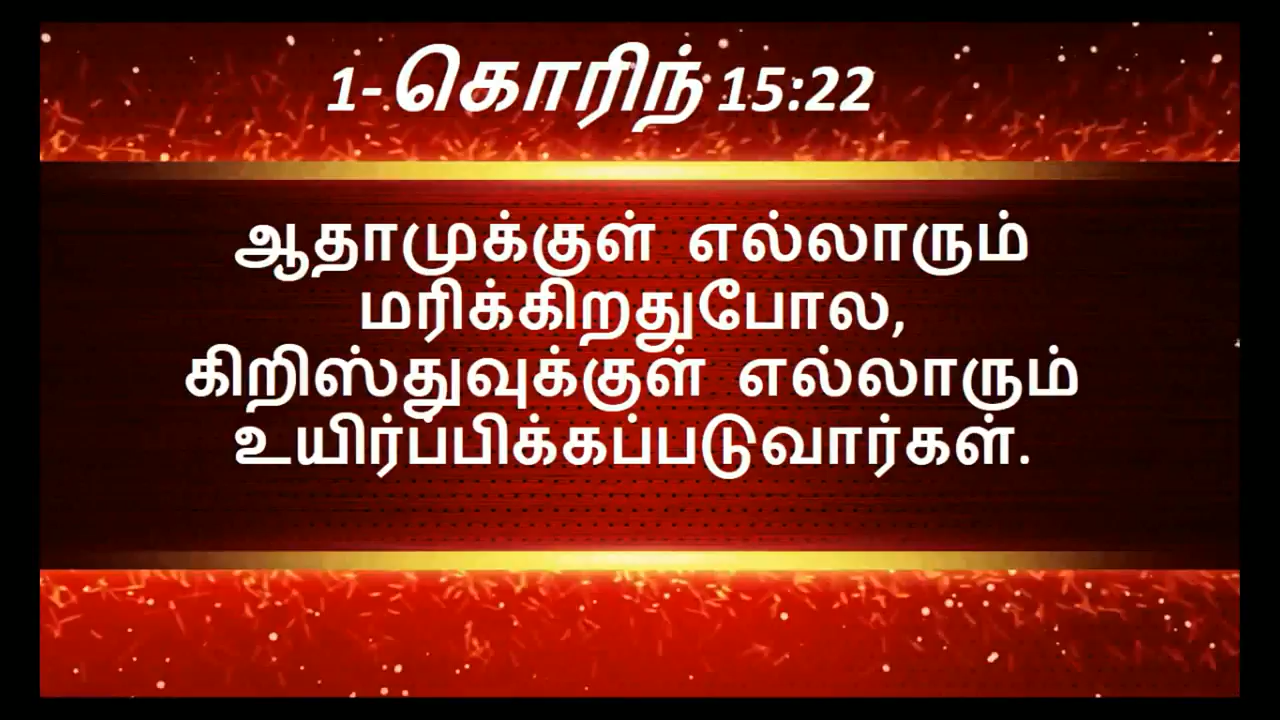 1-கொரிந் 15:22
ஆதாமுக்குள் எல்லாரும்
மரிக்கிறதுபோல,
கிறிஸ்துவுக்குள் எல்லாரும்
உயிர்ப்பிக்கப்படுவார்கள்.